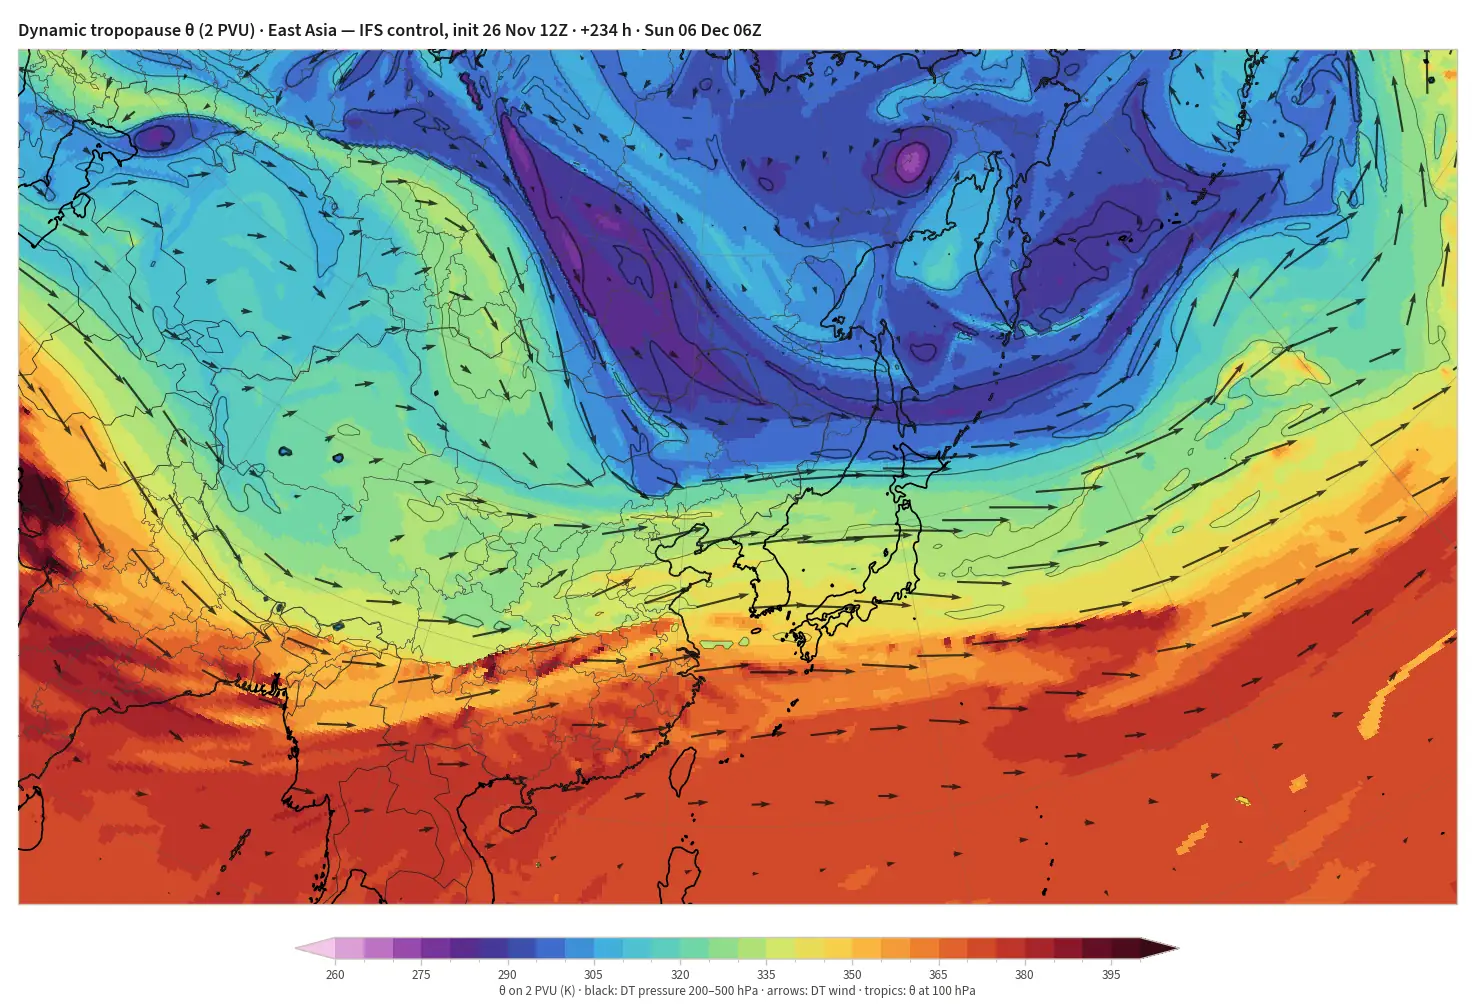 Dynamic tropopause θ (2 PVU) · East Asia — IFS control, init 26 Nov 12Z · +234 h · Sun 06 Dec 06Z
260 275 290 305 320 335 350 365 380 395
θ on 2 PVU (K) · black: DT pressure 200–500 hPa · arrows: DT wind · tropics: θ at 100 hPa